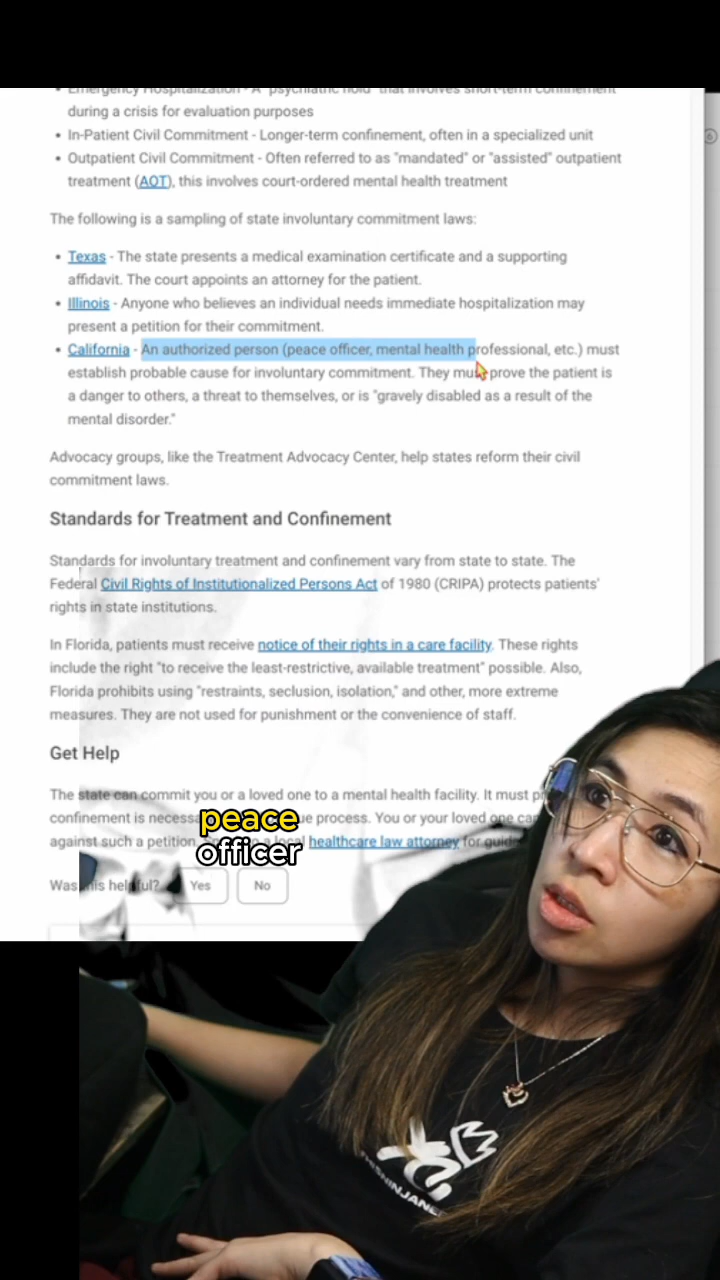 Emergency Hospitalization - A "psychiatric hold" that involves short-term confinement
during a crisis for evaluation purposes
• In-Patient Civil Commitment - Longer-term confinement, often in a specialized unit
• Outpatient Civil Commitment - Often referred to as "mandated" or "assisted" outpatient
treatment (AOT), this involves court-ordered mental health treatment
The following is a sampling of state involuntary commitment laws:
• Texas - The state presents a medical examination certificate and a supporting
affidavit. The court appoints an attorney for the patient.
• Illinois - Anyone who believes an individual needs immediate hospitalization may
present a petition for their commitment.
• California - An authorized person (peace officer, mental health professional, etc.) must
establish probable cause for involuntary commitment. They must prove the patient is
a danger to others, a threat to themselves, or is "gravely disabled as a result of the
mental disorder."
Advocacy groups, like the Treatment Advocacy Center, help states reform their civil
commitment laws.
Standards for Treatment and Confinement
Standards for involuntary treatment and confinement vary from state to state. The
Federal Civil Rights of Institutionalized Persons Act of 1980 (CRIPA) protects patients'
rights in state institutions.
In Florida, patients must receive notice of their rights in a care facility. These rights
include the right "to receive the least-restrictive, available treatment" possible. Also,
Florida prohibits using "restraints, seclusion, isolation," and other, more extreme
measures. They are not used for punishment or the convenience of staff.
Get Help
The state can commit you or a loved one to a mental health facility. It must
confinement is process. You or your loved one
against such a petition. local healthcare law attorney for
peace
officer
Was this helpful? Yes No